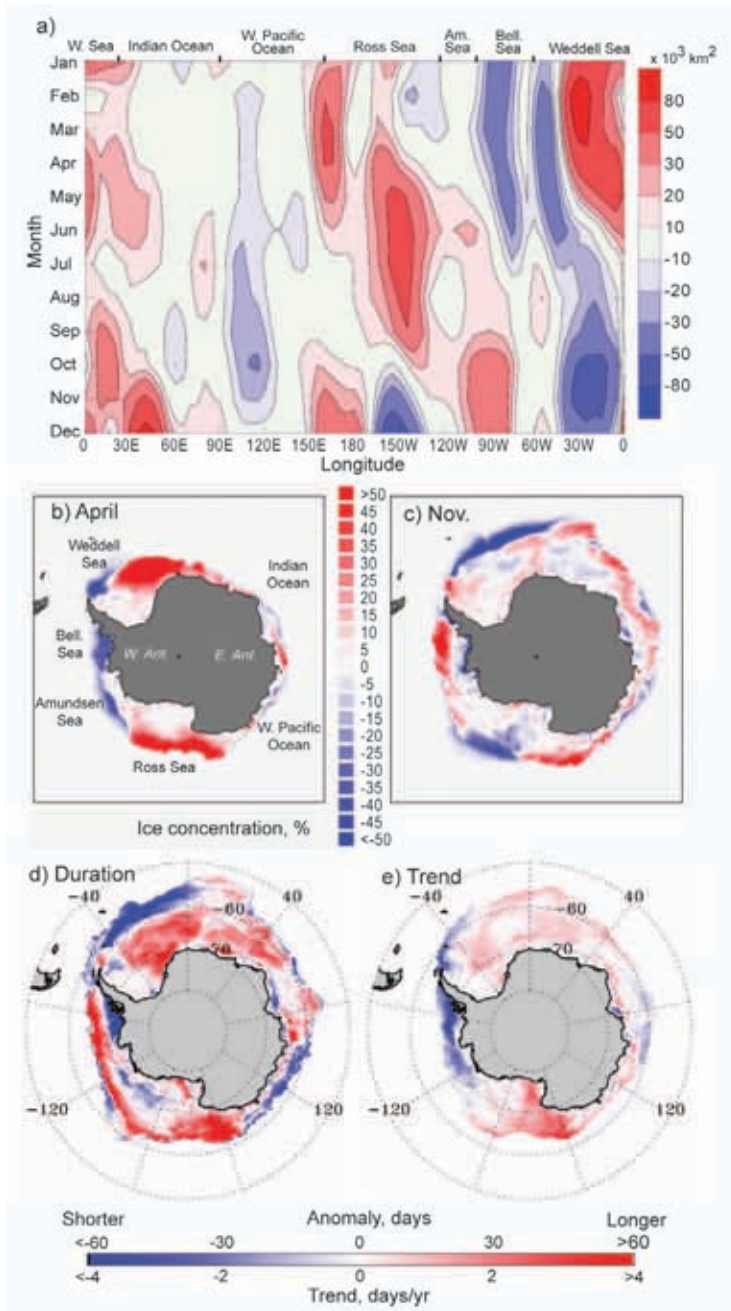 a)
W. Sea Indian Ocean W. Pacific Ocean Ross Sea Am. Sea Bell. Sea Weddell Sea
x 10³ km²
Month
Jan
Feb
Mar
Apr
May
Jun
Jul
Aug
Sep
Oct
Nov
Dec
80
50
30
20
10
-10
-20
-30
-50
-80
0 30E 60E 90E 120E 150E 180 150W 120W 90W 60W 30W 0
Longitude
b) April
Weddell Sea
Indian Ocean
Bell. Sea
W. Ant. E. Ant.
Amundsen Sea
W. Pacific Ocean
Ross Sea
Ice concentration, %
>50
45
40
35
30
25
20
15
10
5
0
-5
-10
-15
-20
-25
-30
-35
-40
-45
<-50
c) Nov.
d) Duration
-40 40
-60
-70
-120 120
e) Trend
-40 40
-60
-70
-120 120
Shorter Anomaly, days Longer
<-60 -30 0 30 >60
<-4 -2 0 2 >4
Trend, days/yr